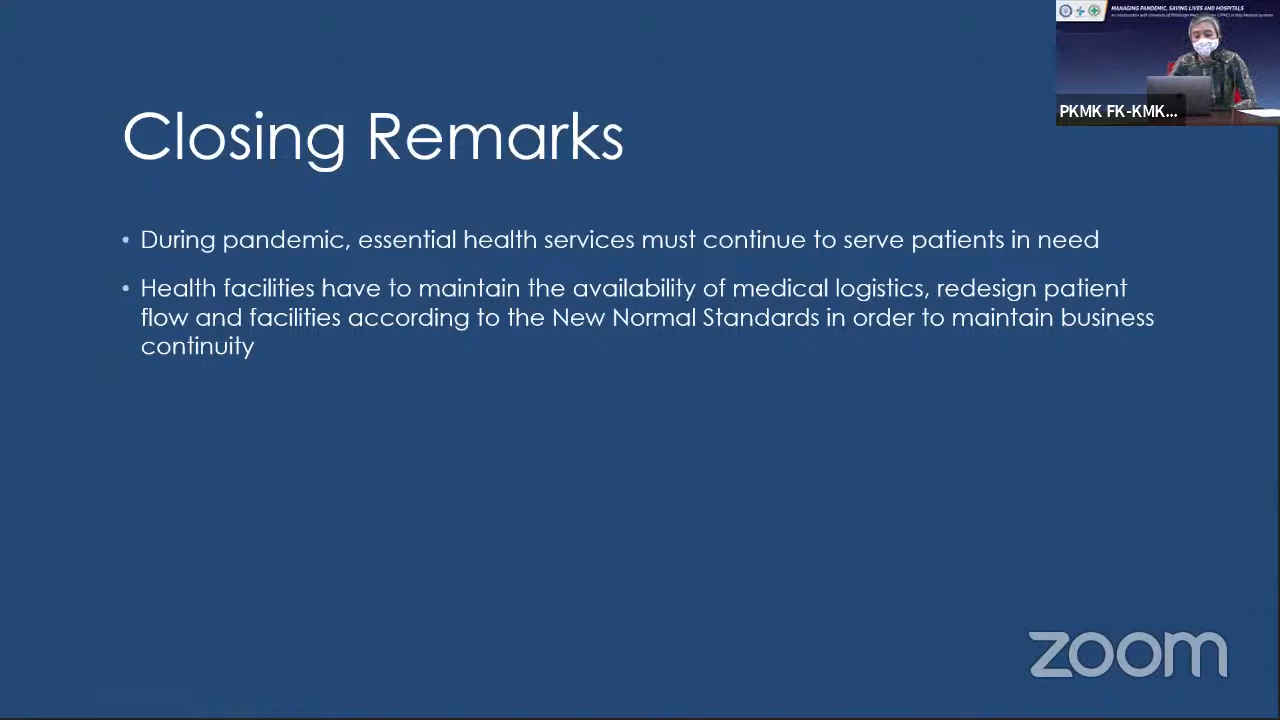 MANAGING PANDEMIC, SAVING LIVES AND HOSPITALS
PKMK FK-KMK...
Closing Remarks
• During pandemic, essential health services must continue to serve patients in need
• Health facilities have to maintain the availability of medical logistics, redesign patient
flow and facilities according to the New Normal Standards in order to maintain business
continuity
zoom